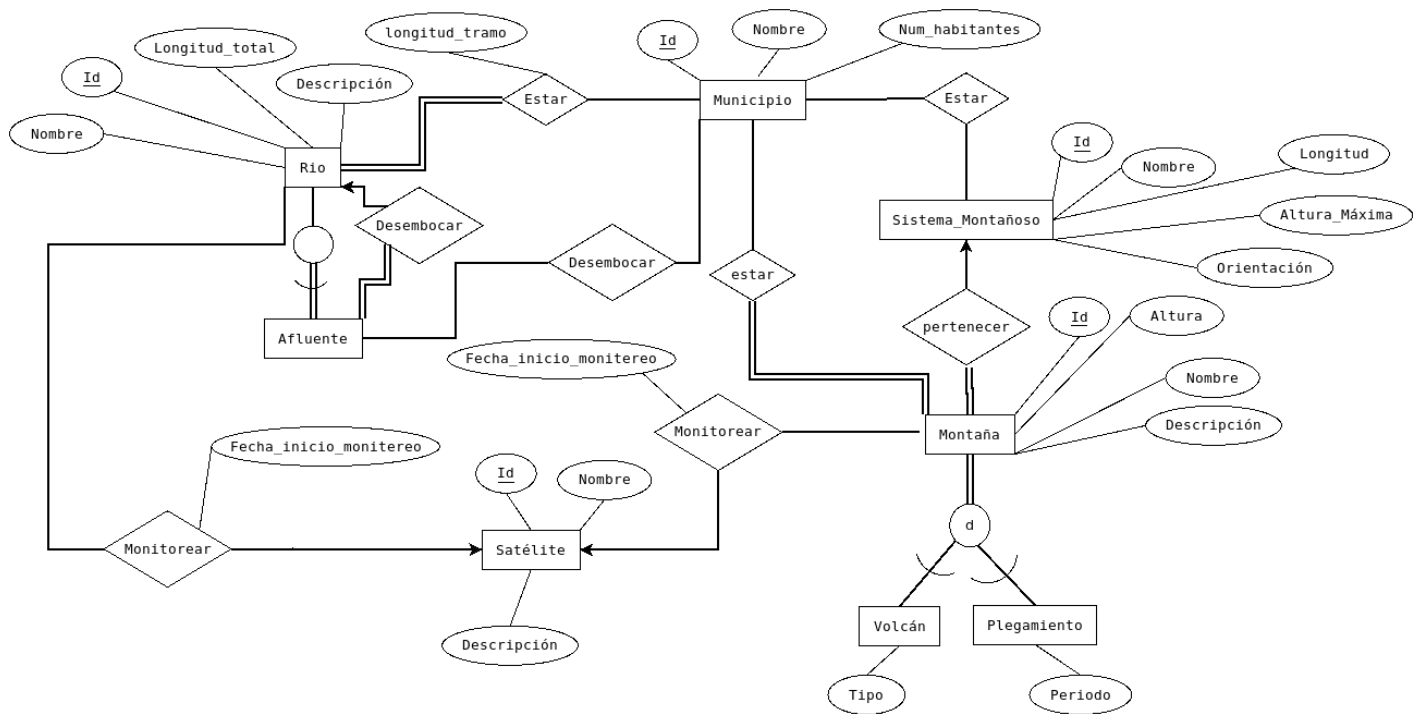 longitud_tramo
Id
Nombre
Num_habitantes
Longitud_total
Id
Descripción
Nombre
Estar
Municipio
Estar
Id
Nombre
Longitud
Rio
Sistema_Montañoso
Altura_Máxima
Desembocar
Desembocar
estar
Orientación
Id
Altura
pertenecer
Afluente
Fecha_inicio_monitereo
Nombre
Descripción
Monitorear
Montaña
Fecha_inicio_monitereo
Id
Nombre
d
Monitorear
Satélite
Volcán
Plegamiento
Descripción
Tipo
Periodo